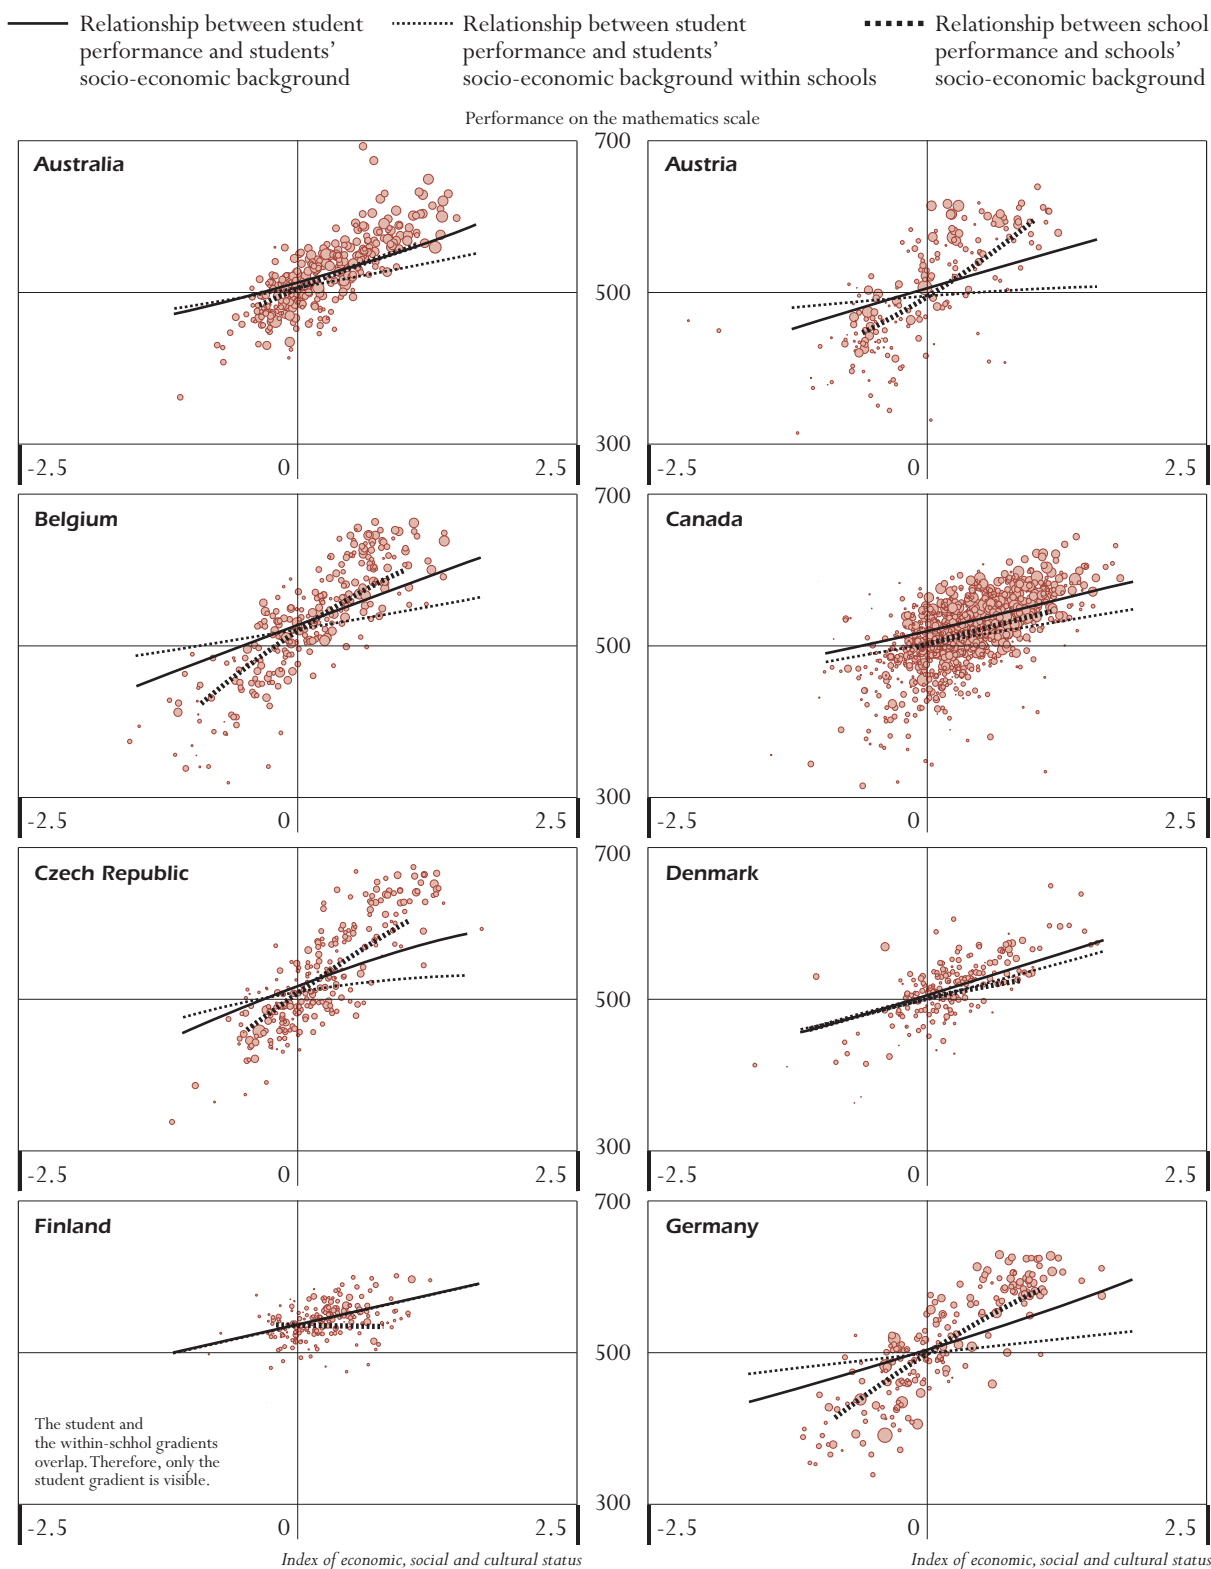 Relationship between student
performance and students'
socio-economic background
Relationship between student
performance and students'
socio-economic background within schools
Relationship between school
performance and schools'
socio-economic background
Performance on the mathematics scale
700
Australia
Austria
500
300
-2.5 0 2.5
-2.5 0 2.5
700
Belgium
Canada
500
300
-2.5 0 2.5
-2.5 0 2.5
700
Czech Republic
Denmark
500
300
-2.5 0 2.5
-2.5 0 2.5
700
Finland
Germany
500
The student and
the within-schhol gradients
overlap. Therefore, only the
student gradient is visible.
300
-2.5 0 2.5
-2.5 0 2.5
Index of economic, social and cultural status
Index of economic, social and cultural status